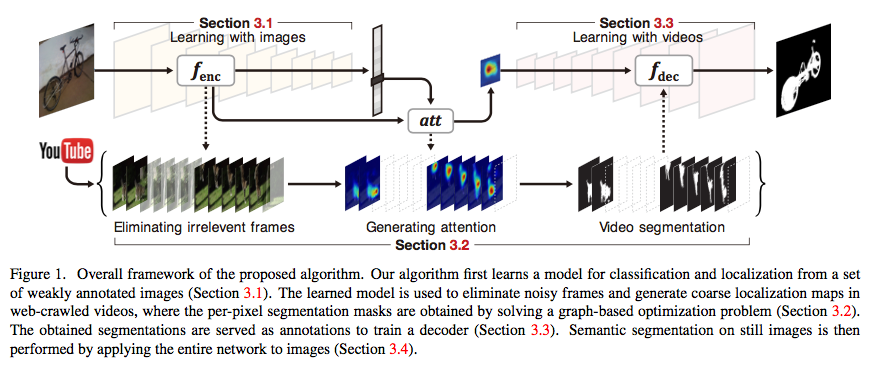 Section 3.1
Learning with images
Section 3.3
Learning with videos
fenc
fdec
att
YouTube
Eliminating irrelevent frames
Generating attention
Video segmentation
Section 3.2
Figure 1. Overall framework of the proposed algorithm. Our algorithm first learns a model for classification and localization from a set
of weakly annotated images (Section 3.1). The learned model is used to eliminate noisy frames and generate coarse localization maps in
web-crawled videos, where the per-pixel segmentation masks are obtained by solving a graph-based optimization problem (Section 3.2).
The obtained segmentations are served as annotations to train a decoder (Section 3.3). Semantic segmentation on still images is then
performed by applying the entire network to images (Section 3.4).